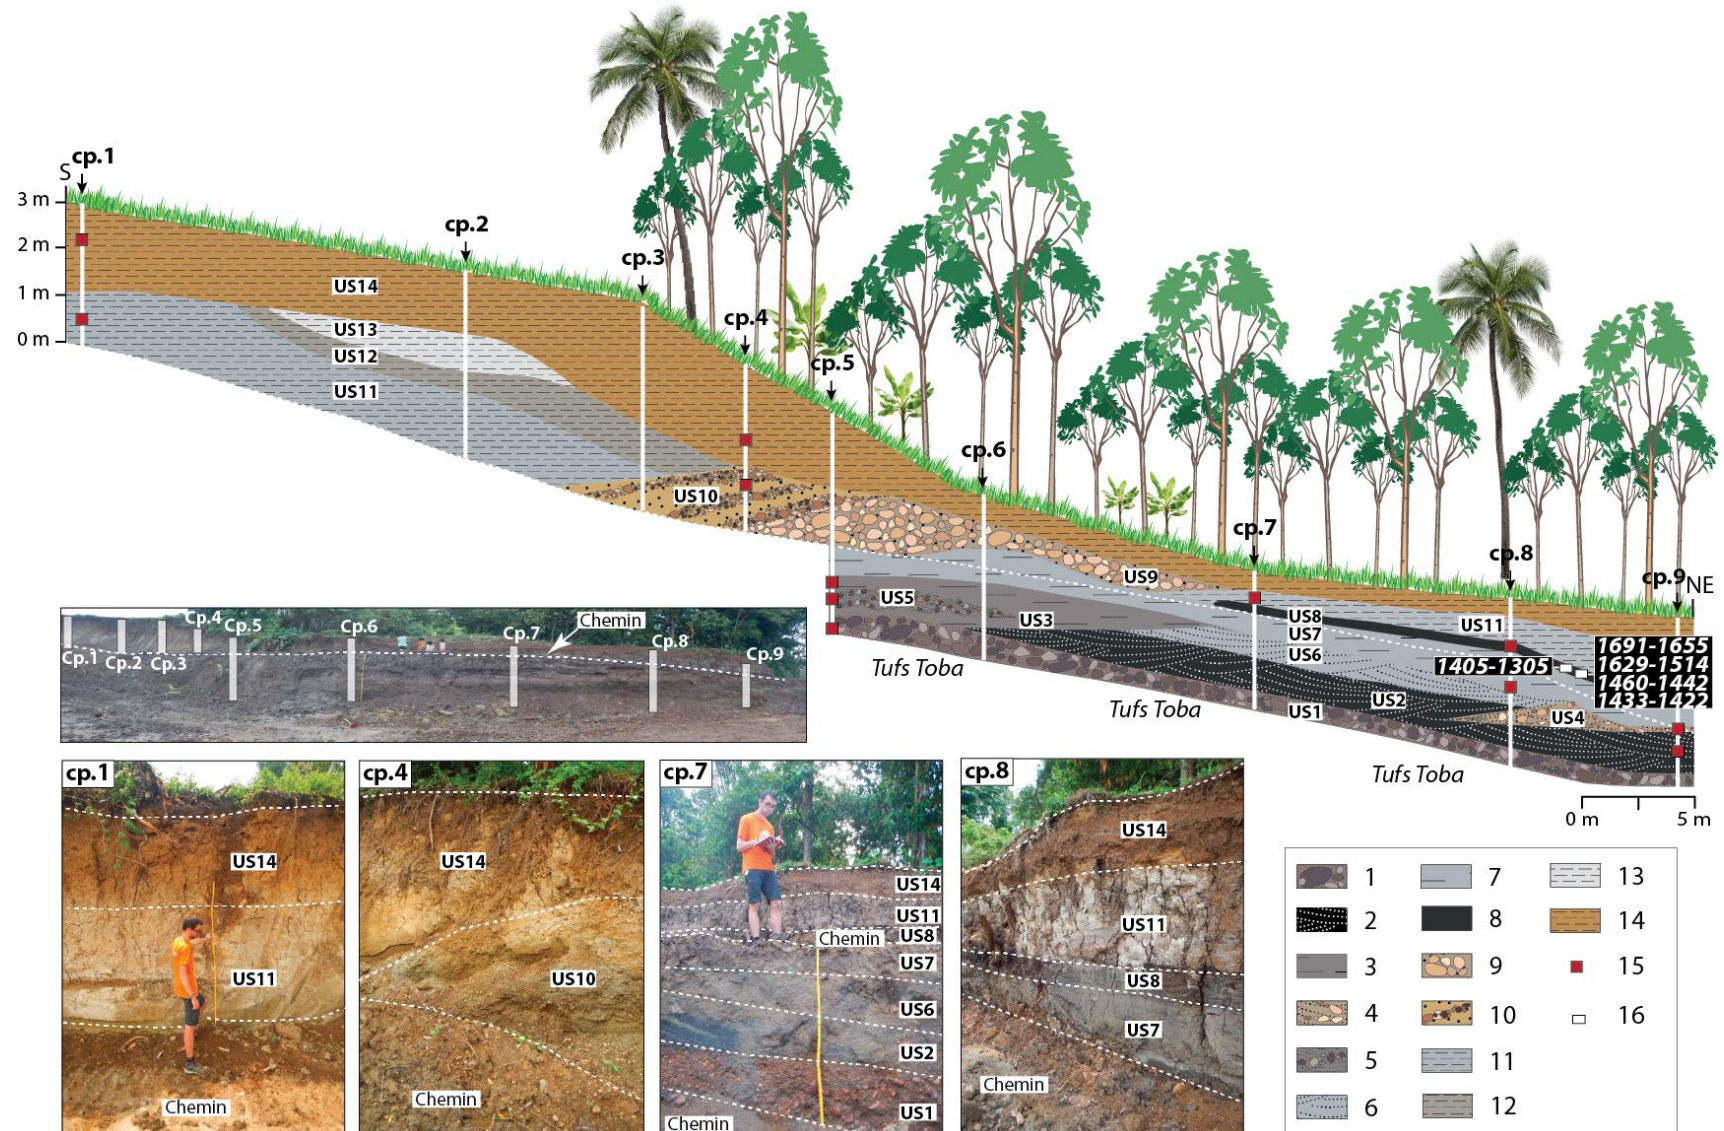 cp.1
S
3 m
2 m
1 m
0 m
cp.2
cp.3
cp.4
cp.5
cp.6
cp.7
cp.8
cp.9
NE
US14
US13
US12
US11
US10
US9
US5
US3
US8
US7
US6
US11
US2
US1
US4
1405-1305
1691-1655
1629-1514
1460-1442
1433-1422
Tufs Toba
Tufs Toba
Tufs Toba
0 m 5 m
Cp.1
Cp.2
Cp.3
Cp.4
Cp.5
Cp.6
Cp.7
Chemin
Cp.8
Cp.9
cp.1
US14
US11
Chemin
cp.4
US14
US10
Chemin
cp.7
US14
US11
Chemin
US8
US7
US6
US2
US1
Chemin
cp.8
US14
US11
US8
US7
Chemin
1
2
3
4
5
6
7
8
9
10
11
12
13
14
15
16